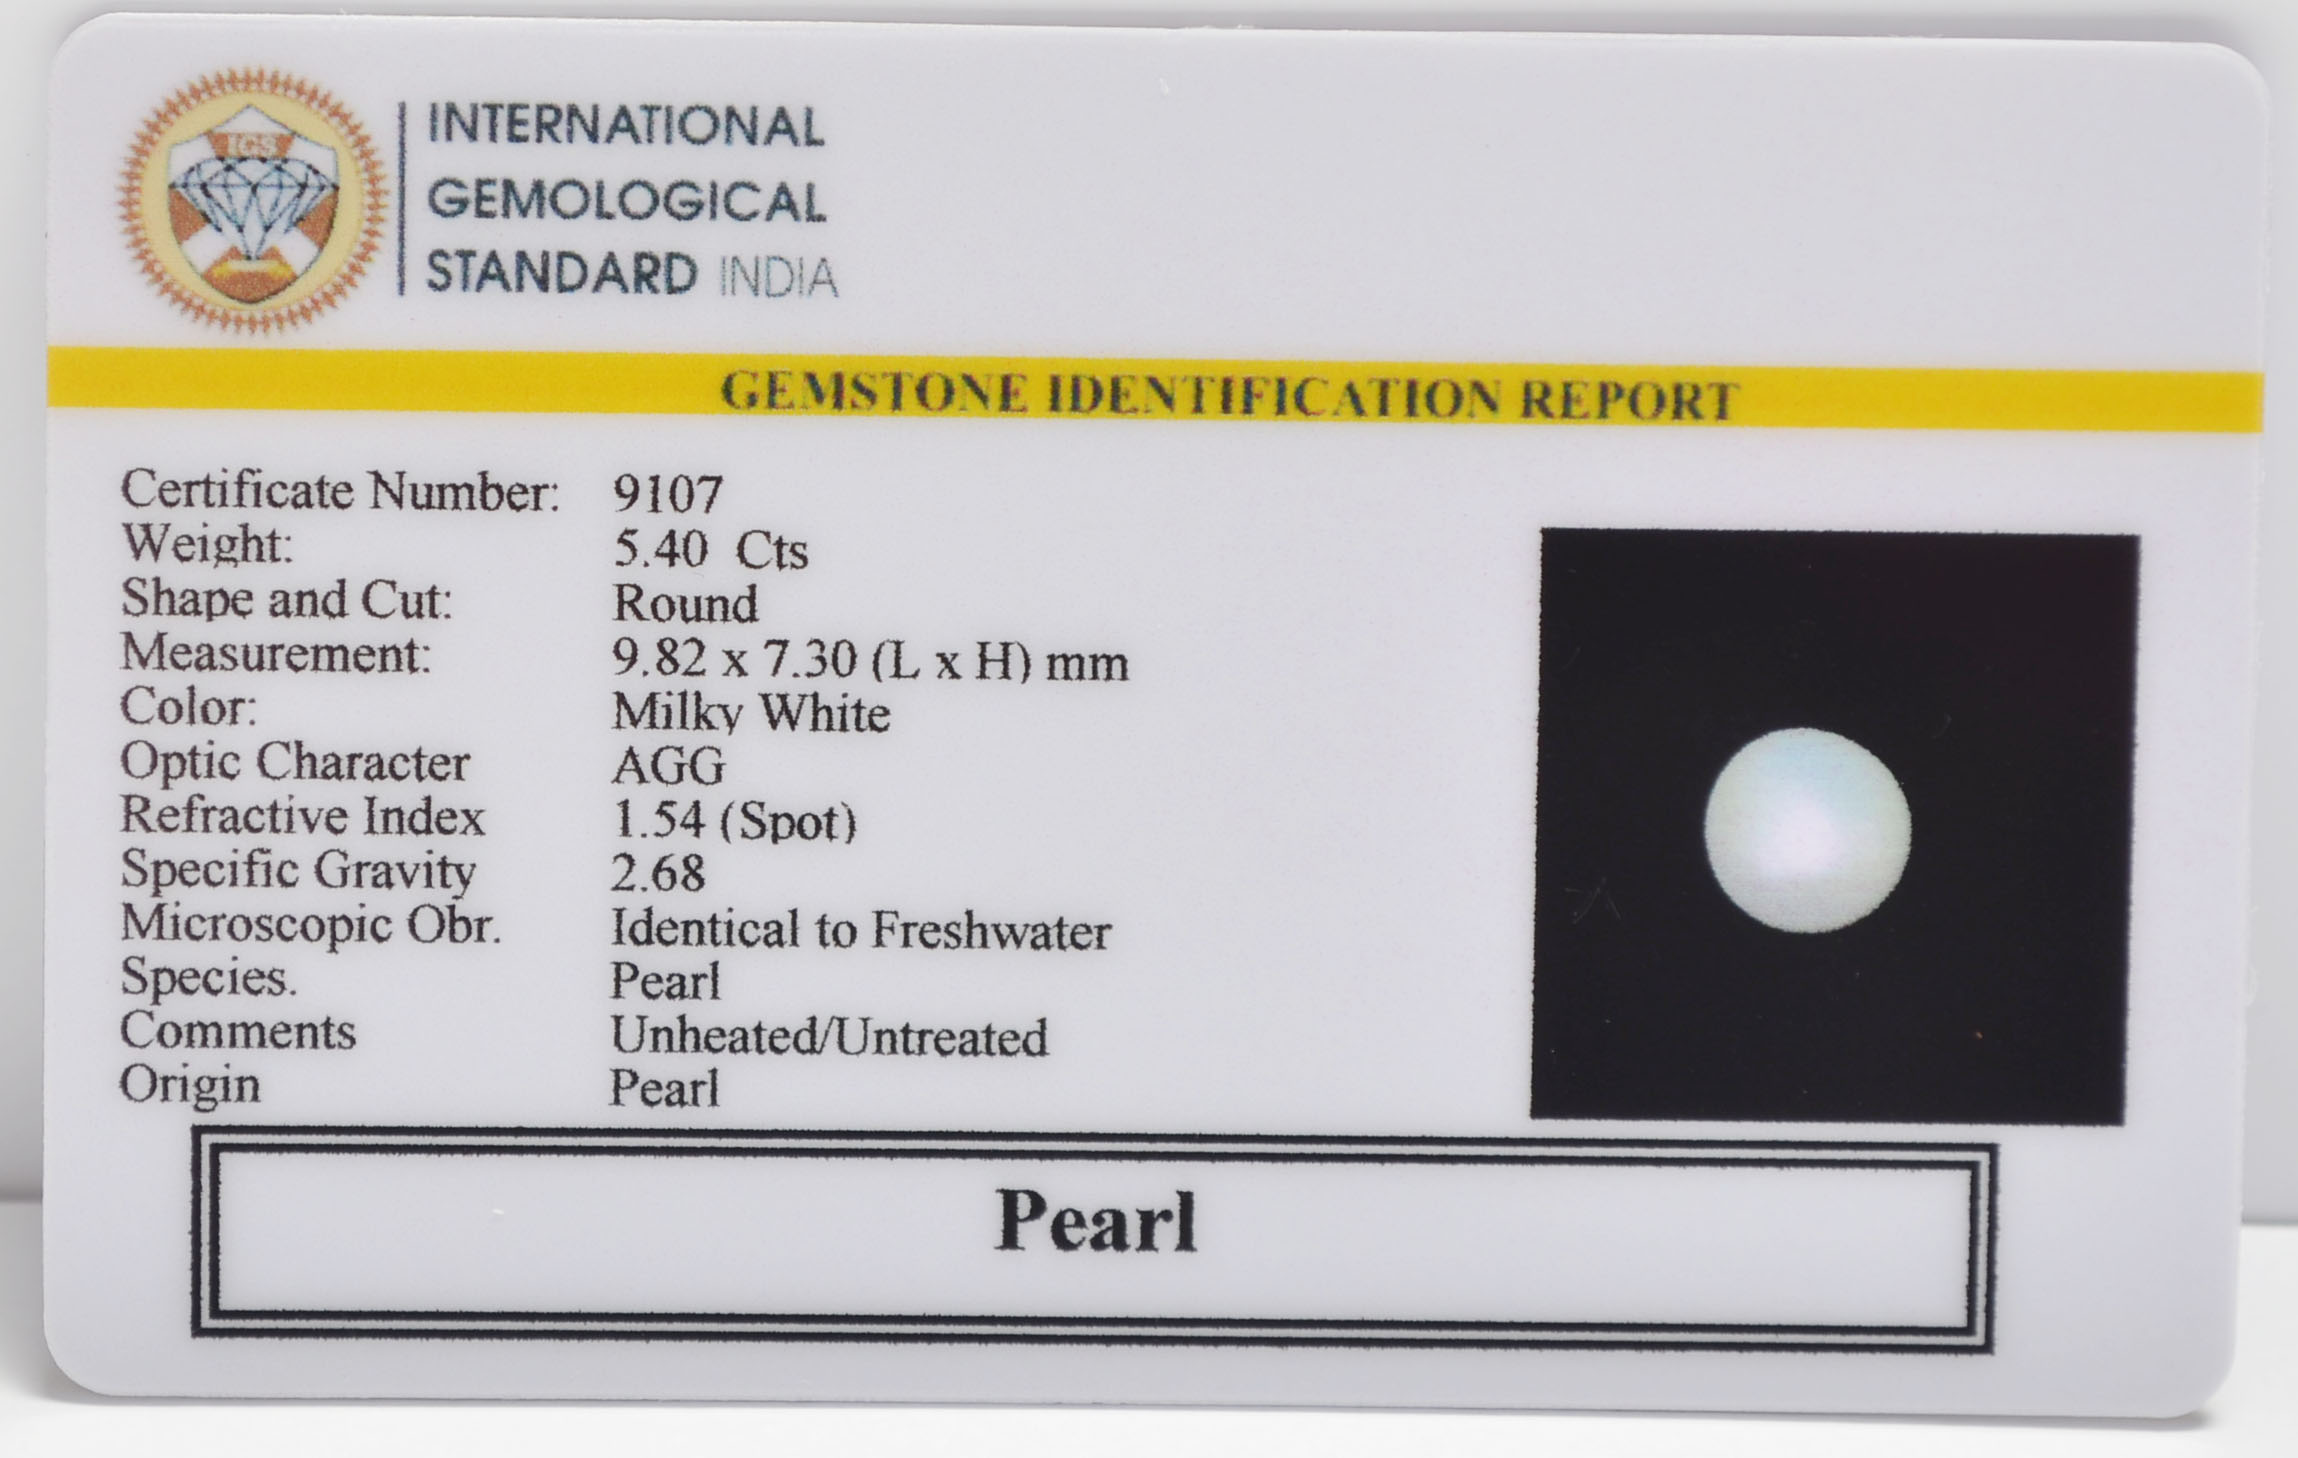 IGS
INTERNATIONAL
GEMOLOGICAL
STANDARD INDIA
GEMSTONE IDENTIFICATION REPORT
Certificate Number: 9107
Weight: 5.40 Cts
Shape and Cut: Round
Measurement: 9.82 x 7.30 (L x H) mm
Color: Milky White
Optic Character AGG
Refractive Index 1.54 (Spot)
Specific Gravity 2.68
Microscopic Obr. Identical to Freshwater
Species. Pearl
Comments Unheated/Untreated
Origin Pearl
Pearl